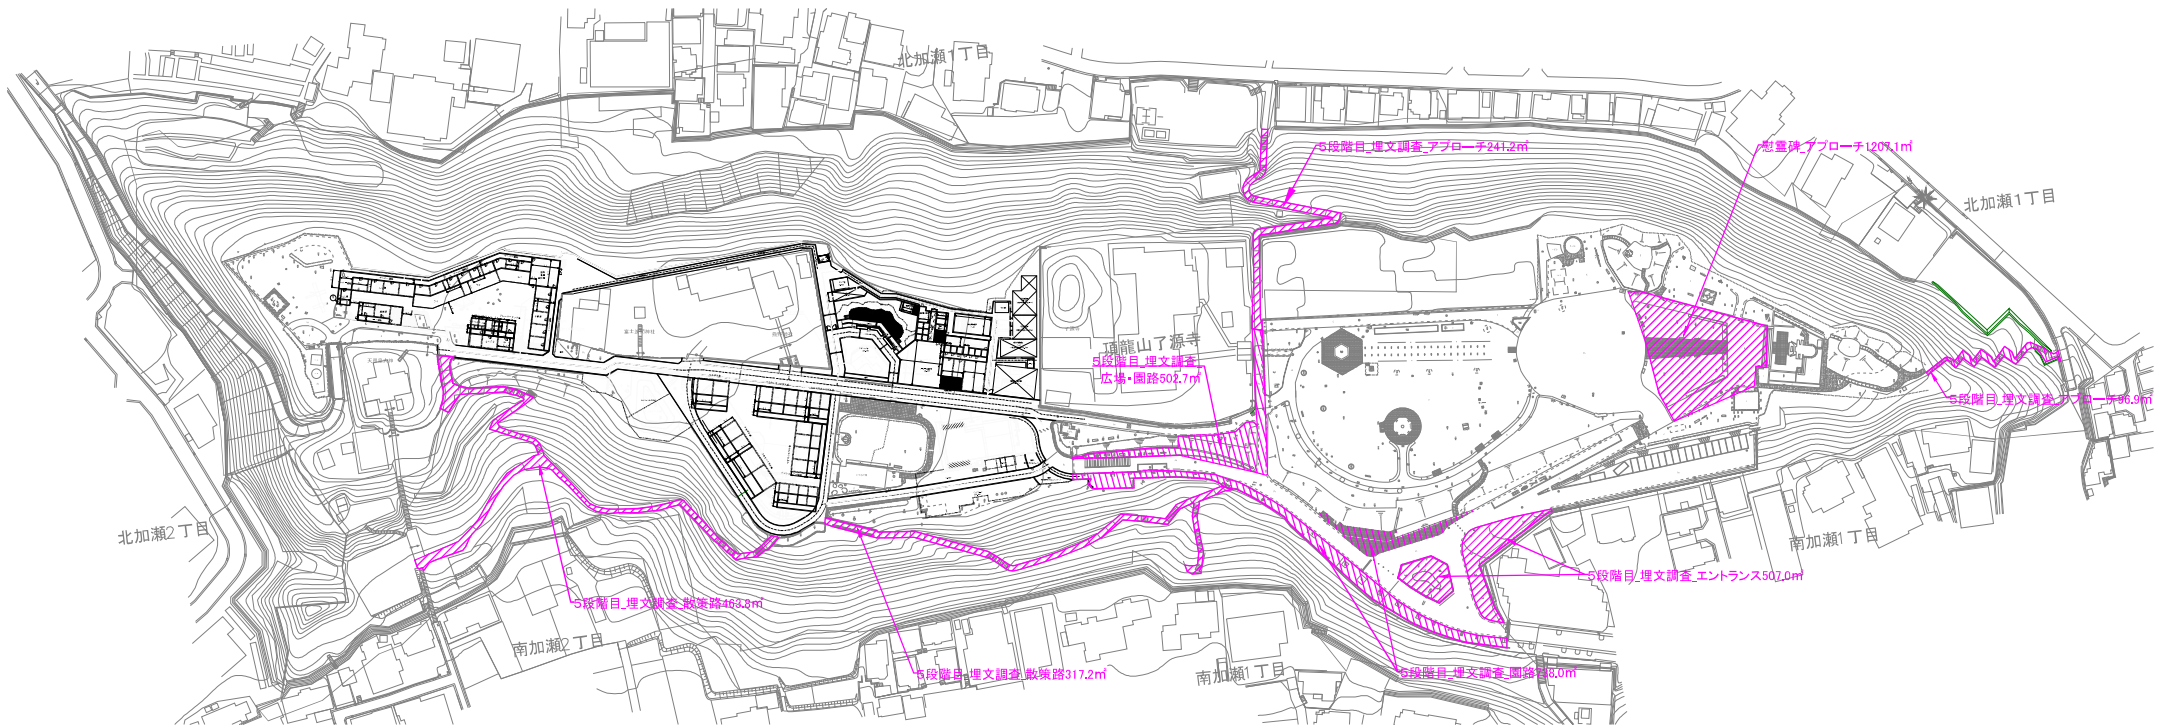 北加瀬1丁目
5段階目_埋文調査_アプローチ241.2㎡
慰霊碑_アプローチ1207.1㎡
北加瀬1丁目
頂龍山了源寺
5段階目_埋文調査_
広場・園路502.7㎡
5段階目_埋文調査_アプローチ96.9㎡
北加瀬2丁目
南加瀬1丁目
5段階目_埋文調査_エントランス507.0㎡
5段階目_埋文調査_散策路463.8㎡
南加瀬2丁目
5段階目_埋文調査_散策路317.2㎡
南加瀬1丁目